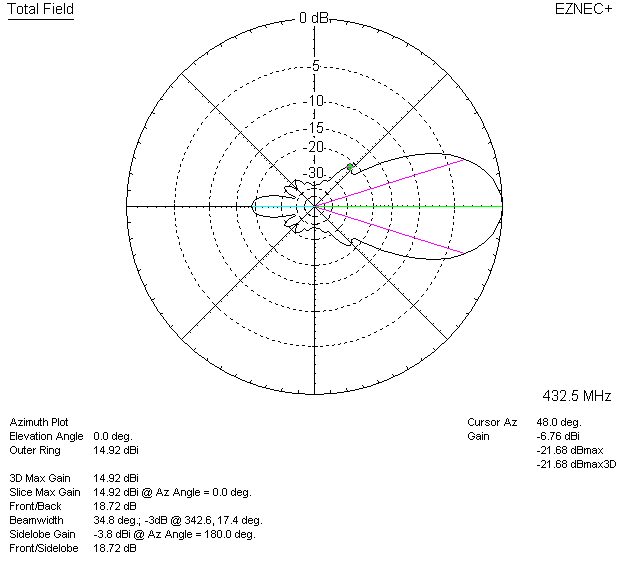 Total Field
EZNEC+
0 dB
-5
-10
-15
-20
-30
432.5 MHz
Azimuth Plot
Elevation Angle 0.0 deg.
Outer Ring 14.92 dBi
3D Max Gain 14.92 dBi
Slice Max Gain 14.92 dBi @ Az Angle = 0.0 deg.
Front/Back 18.72 dB
Beamwidth 34.8 deg.; -3dB @ 342.6, 17.4 deg.
Sidelobe Gain -3.8 dBi @ Az Angle = 180.0 deg.
Front/Sidelobe 18.72 dB
Cursor Az 48.0 deg.
Gain -6.76 dBi
-21.68 dBmax
-21.68 dBmax3D